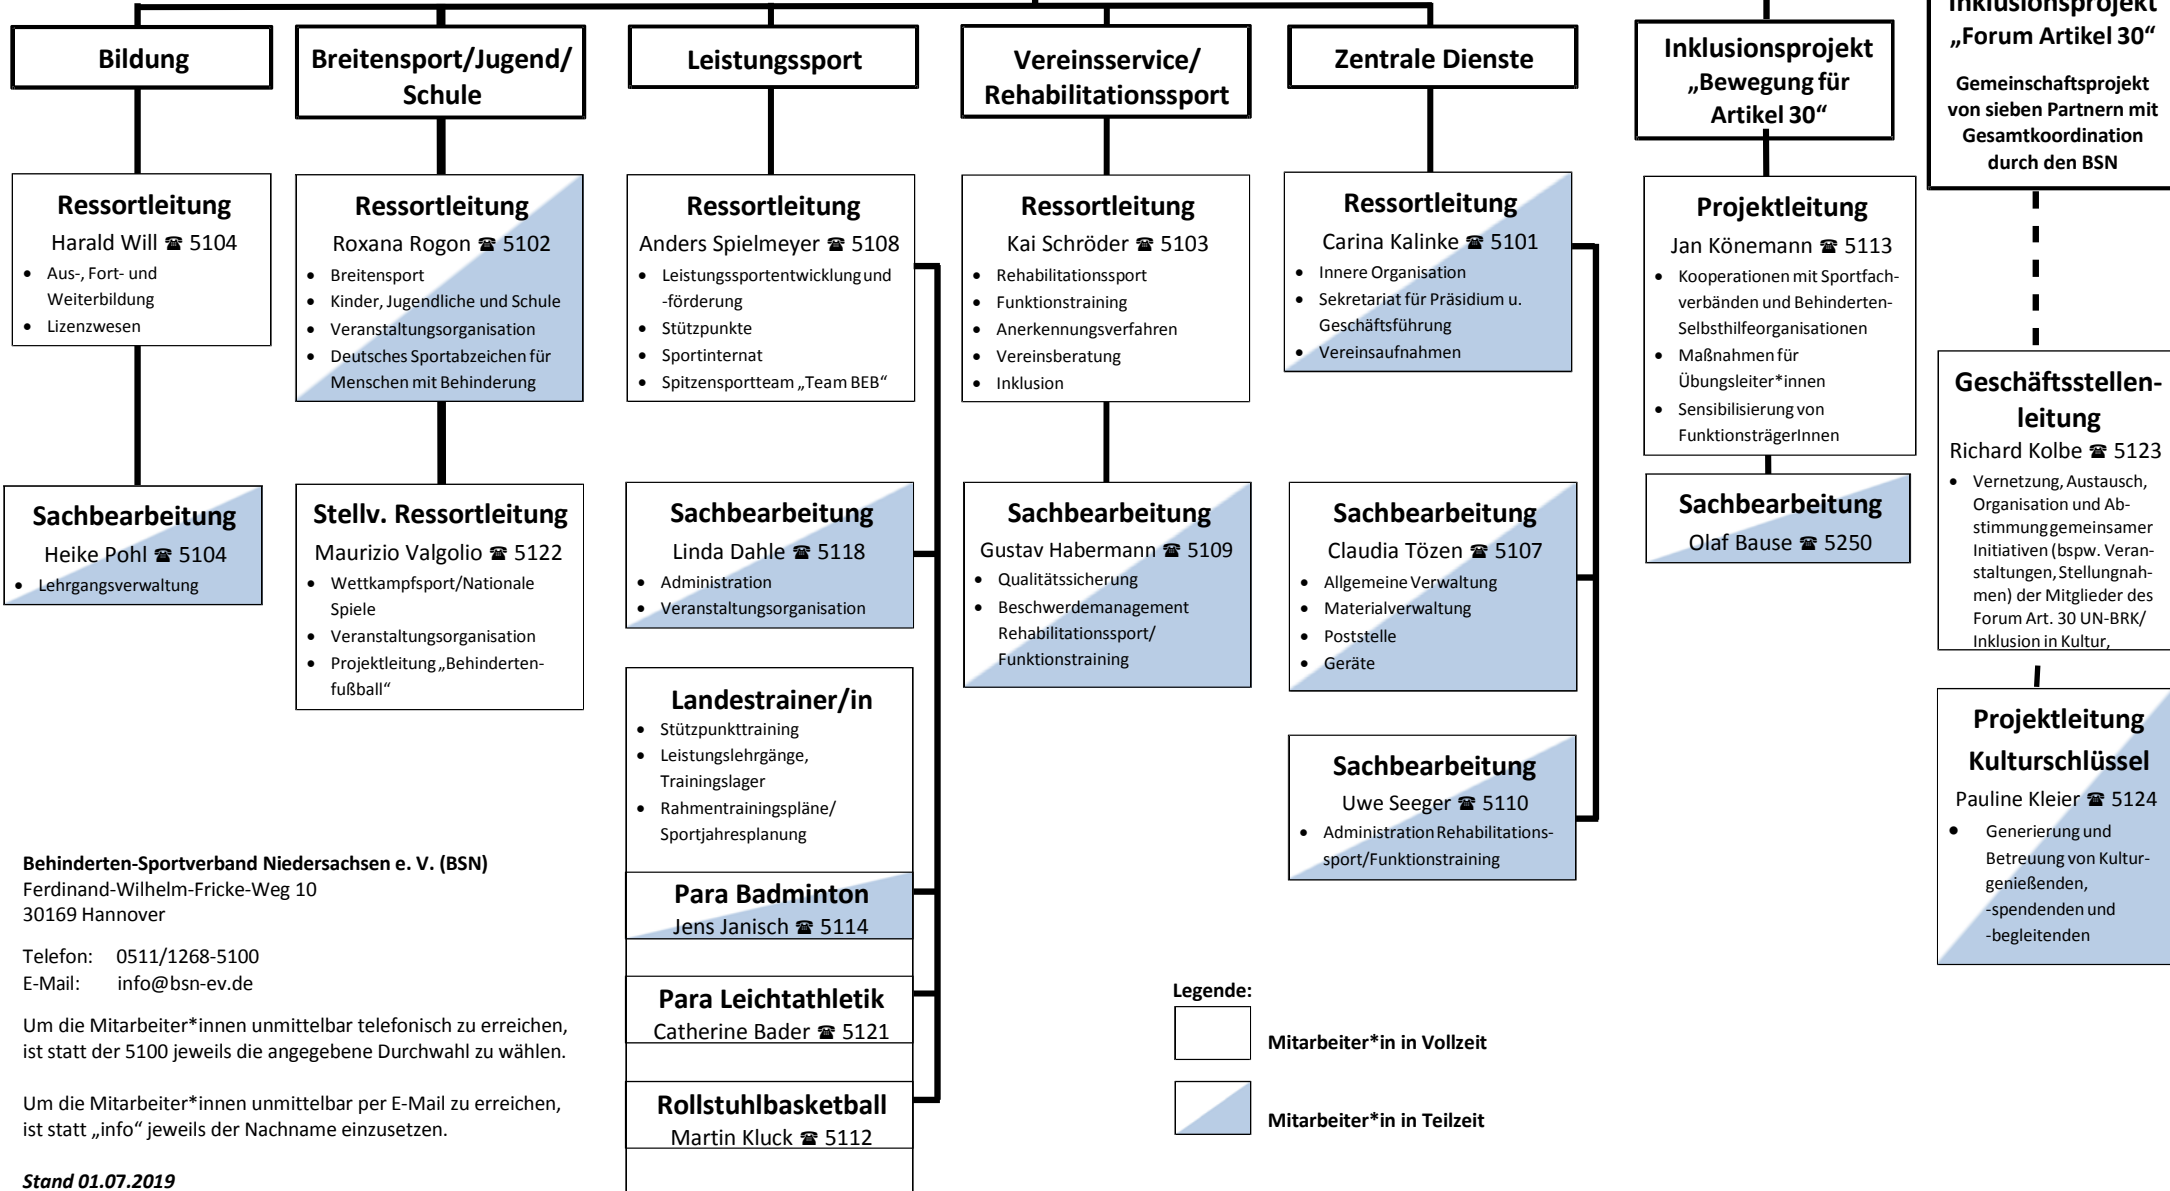 Bildung
Breitensport/Jugend/
Schule
Leistungssport
Vereinsservice/
Rehabilitationssport
Zentrale Dienste
Inklusionsprojekt
„Bewegung für
Artikel 30“
Inklusionsprojekt
„Forum Artikel 30“
Gemeinschaftsprojekt
von sieben Partnern mit
Gesamtkoordination
durch den BSN
Ressortleitung
Harald Will ☎ 5104
• Aus-, Fort- und
Weiterbildung
• Lizenzwesen
Sachbearbeitung
Heike Pohl ☎ 5104
• Lehrgangsverwaltung
Ressortleitung
Roxana Rogon ☎ 5102
• Breitensport
• Kinder, Jugendliche und Schule
• Veranstaltungsorganisation
• Deutsches Sportabzeichen für
Menschen mit Behinderung
Stellv. Ressortleitung
Maurizio Valgolio ☎ 5122
• Wettkampfsport/Nationale
Spiele
• Veranstaltungsorganisation
• Projektleitung „Behinderten-
fußball“
Ressortleitung
Anders Spielmeyer ☎ 5108
• Leistungssportentwicklung und
-förderung
• Stützpunkte
• Sportinternat
• Spitzensportteam „Team BEB“
Sachbearbeitung
Linda Dahle ☎ 5118
• Administration
• Veranstaltungsorganisation
Landestrainer/in
• Stützpunkttraining
• Leistungslehrgänge,
Trainingslager
• Rahmentrainingspläne/
Sportjahresplanung
Para Badminton
Jens Janisch ☎ 5114
Para Leichtathletik
Catherine Bader ☎ 5121
Rollstuhlbasketball
Martin Kluck ☎ 5112
Ressortleitung
Kai Schröder ☎ 5103
• Rehabilitationssport
• Funktionstraining
• Anerkennungsverfahren
• Vereinsberatung
• Inklusion
Sachbearbeitung
Gustav Habermann ☎ 5109
• Qualitätssicherung
• Beschwerdemanagement
Rehabilitationssport/
Funktionstraining
Ressortleitung
Carina Kalinke ☎ 5101
• Innere Organisation
• Sekretariat für Präsidium u.
Geschäftsführung
• Vereinsaufnahmen
Sachbearbeitung
Claudia Tözen ☎ 5107
• Allgemeine Verwaltung
• Materialverwaltung
• Poststelle
• Geräte
Sachbearbeitung
Uwe Seeger ☎ 5110
• Administration Rehabilitations-
sport/Funktionstraining
Projektleitung
Jan Könemann ☎ 5113
• Kooperationen mit Sportfach-
verbänden und Behinderten-
Selbsthilfeorganisationen
• Maßnahmen für
Übungsleiter*innen
• Sensibilisierung von
FunktionsträgerInnen
Sachbearbeitung
Olaf Bause ☎ 5250
Geschäftsstellen-
leitung
Richard Kolbe ☎ 5123
• Vernetzung, Austausch,
Organisation und Ab-
stimmung gemeinsamer
Initiativen (bspw. Veran-
staltungen, Stellungnah-
men) der Mitglieder des
Forum Art. 30 UN-BRK/
Inklusion in Kultur,
Projektleitung
Kulturschlüssel
Pauline Kleier ☎ 5124
• Generierung und
Betreuung von Kultur-
genießenden,
-spendenden und
-begleitenden
Behinderten-Sportverband Niedersachsen e. V. (BSN)
Ferdinand-Wilhelm-Fricke-Weg 10
30169 Hannover
Telefon: 0511/1268-5100
E-Mail: info@bsn-ev.de
Um die Mitarbeiter*innen unmittelbar telefonisch zu erreichen,
ist statt der 5100 jeweils die angegebene Durchwahl zu wählen.
Um die Mitarbeiter*innen unmittelbar per E-Mail zu erreichen,
ist statt „info“ jeweils der Nachname einzusetzen.
Stand 01.07.2019
Legende:
Mitarbeiter*in in Vollzeit
Mitarbeiter*in in Teilzeit